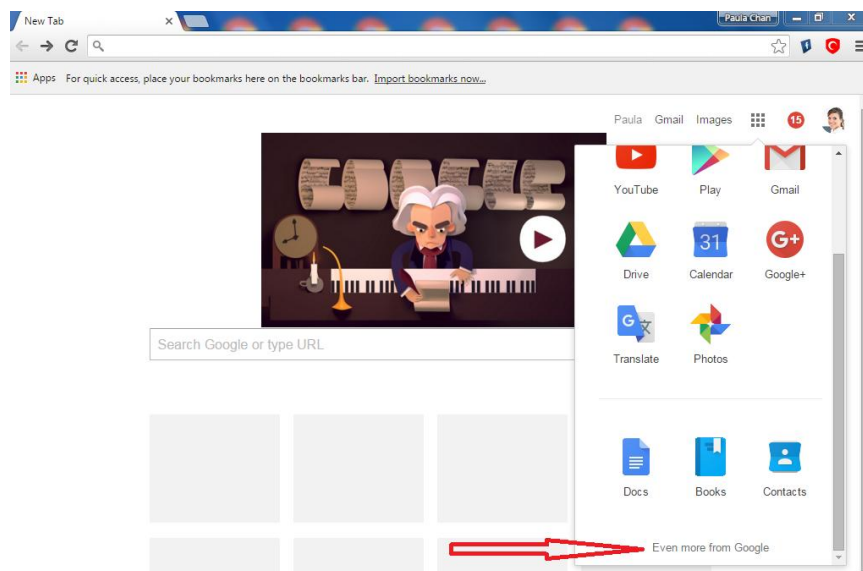 New Tab
Paula Chan
Apps For quick access, place your bookmarks here on the bookmarks bar. Import bookmarks now...
Paula Gmail Images 15
GOOGLE
YouTube Play Gmail
31 G+
Drive Calendar Google+
G 文
Translate Photos
Search Google or type URL
Docs Books Contacts
Even more from Google